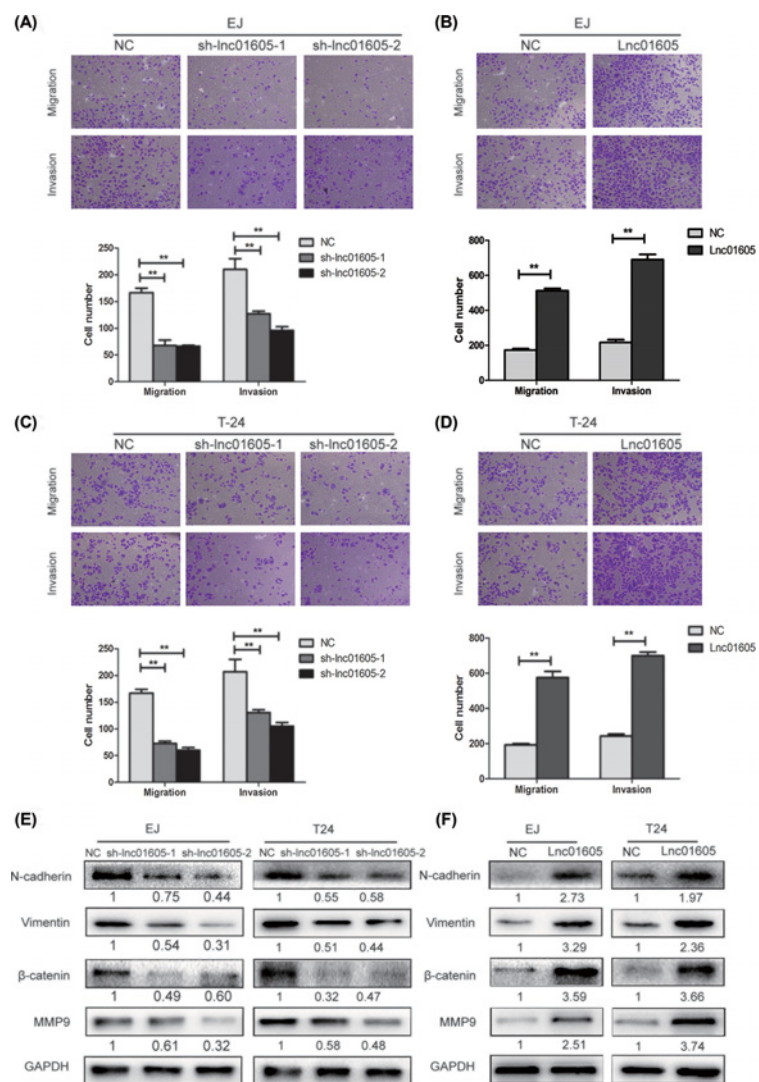 (A)
EJ
NC sh-lnc01605-1 sh-lnc01605-2
Migration
Invasion
Cell number
250
200
150
100
50
0
** ** ** **
NC
sh-lnc01605-1
sh-lnc01605-2
Migration Invasion
(B)
EJ
NC Lnc01605
Migration
Invasion
Cell number
800
600
400
200
0
** **
NC
Lnc01605
Migration Invasion
(C)
T-24
NC sh-lnc01605-1 sh-lnc01605-2
Migration
Invasion
Cell number
200
150
100
50
0
** ** ** **
NC
sh-lnc01605-1
sh-lnc01605-2
Migration Invasion
(D)
T-24
NC Lnc01605
Migration
Invasion
Cell number
800
600
400
200
0
** **
NC
Lnc01605
Migration Invasion
(E)
EJ T24
NC sh-lnc01605-1 sh-lnc01605-2 NC sh-lnc01605-1 sh-lnc01605-2
N-cadherin
1 0.75 0.44 1 0.55 0.58
Vimentin
1 0.54 0.31 1 0.51 0.44
β-catenin
1 0.49 0.60 1 0.32 0.47
MMP9
1 0.61 0.32 1 0.58 0.48
GAPDH
(F)
EJ T24
NC Lnc01605 NC Lnc01605
N-cadherin
1 2.73 1 1.97
Vimentin
1 3.29 1 2.36
β-catenin
1 3.59 1 3.66
MMP9
1 2.51 1 3.74
GAPDH